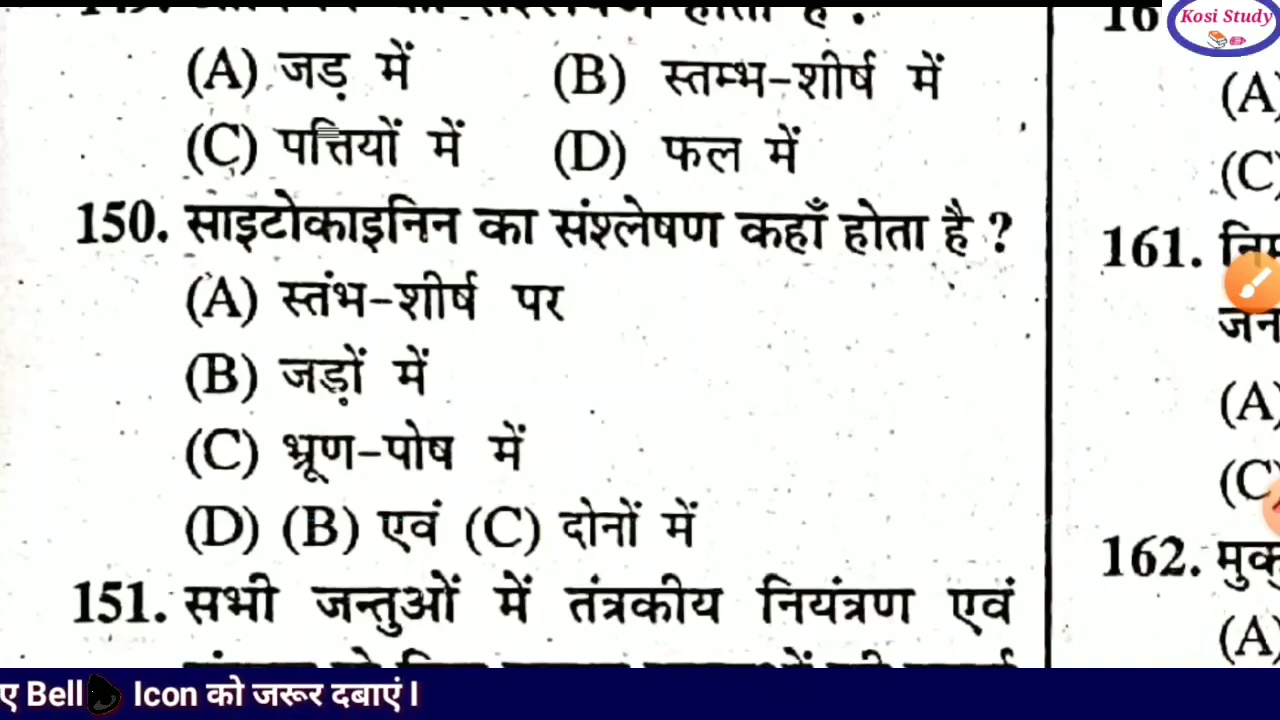 (A) जड़ में (B) स्तम्भ-शीर्ष में
(C) पत्तियों में (D) फल में
150. साइटोकाइनिन का संश्लेषण कहाँ होता है ?
(A) स्तंभ-शीर्ष पर
(B) जड़ों में
(C) भ्रूण-पोष में
(D) (B) एवं (C) दोनों में
151. सभी जन्तुओं में तंत्रकीय नियंत्रण एवं
16
(A)
(C)
161.
(A)
(C)
162.
(A)
Kosi Study
ए Bell Icon को जरूर दबाएं I